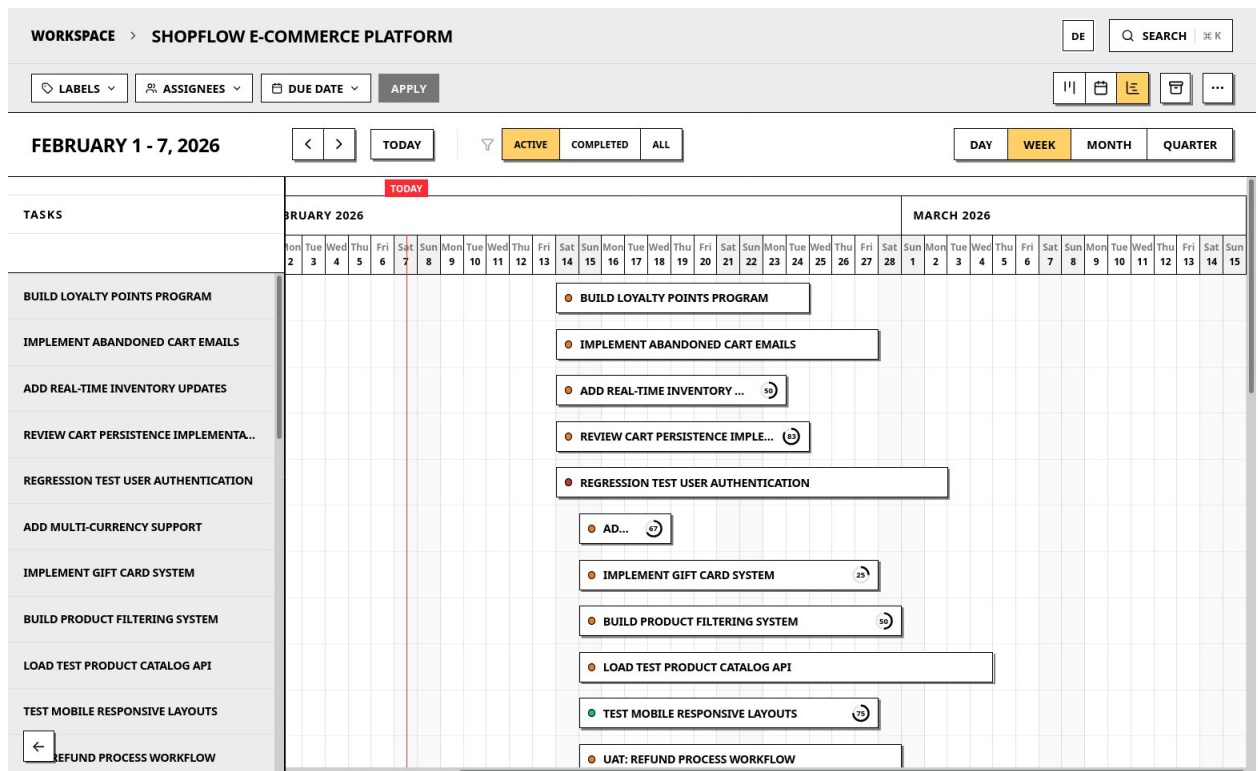 WORKSPACE > SHOPFLOW E-COMMERCE PLATFORM DE SEARCH ⌘ K
LABELS ASSIGNEES DUE DATE APPLY
FEBRUARY 1 - 7, 2026 TODAY ACTIVE COMPLETED ALL DAY WEEK MONTH QUARTER
TODAY
TASKS BRUARY 2026 MARCH 2026
Mon Tue Wed Thu Fri Sat Sun Mon Tue Wed Thu Fri Sat Sun Mon Tue Wed Thu Fri Sat Sun Mon Tue Wed Thu Fri Sat Sun Mon Tue Wed Thu Fri Sat Sun Mon Tue Wed Thu Fri Sat Sun
2 3 4 5 6 7 8 9 10 11 12 13 14 15 16 17 18 19 20 21 22 23 24 25 26 27 28 1 2 3 4 5 6 7 8 9 10 11 12 13 14 15
BUILD LOYALTY POINTS PROGRAM BUILD LOYALTY POINTS PROGRAM
IMPLEMENT ABANDONED CART EMAILS IMPLEMENT ABANDONED CART EMAILS
ADD REAL-TIME INVENTORY UPDATES ADD REAL-TIME INVENTORY ... 50
REVIEW CART PERSISTENCE IMPLEMENTA... REVIEW CART PERSISTENCE IMPLE... 83
REGRESSION TEST USER AUTHENTICATION REGRESSION TEST USER AUTHENTICATION
ADD MULTI-CURRENCY SUPPORT AD... 67
IMPLEMENT GIFT CARD SYSTEM IMPLEMENT GIFT CARD SYSTEM 25
BUILD PRODUCT FILTERING SYSTEM BUILD PRODUCT FILTERING SYSTEM 50
LOAD TEST PRODUCT CATALOG API LOAD TEST PRODUCT CATALOG API
TEST MOBILE RESPONSIVE LAYOUTS TEST MOBILE RESPONSIVE LAYOUTS 75
REFUND PROCESS WORKFLOW UAT: REFUND PROCESS WORKFLOW